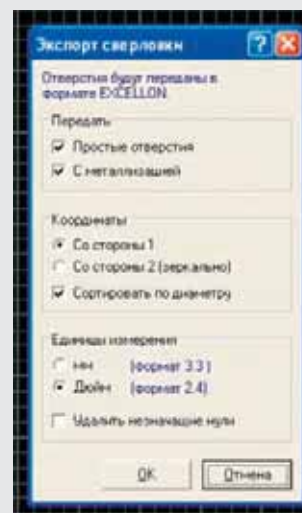 Экспорт сверловки
Отверстия будут переданы в
формате EXCELLON
Передать
Простые отверстия
С металлизацией
Координаты
Со стороны 1
Со стороны 2 (зеркально)
Сортировать по диаметру
Единицы измерения
мм (формат 3.3)
Дюйм (формат 2.4)
Удалить незначащие нули
OK Отмена